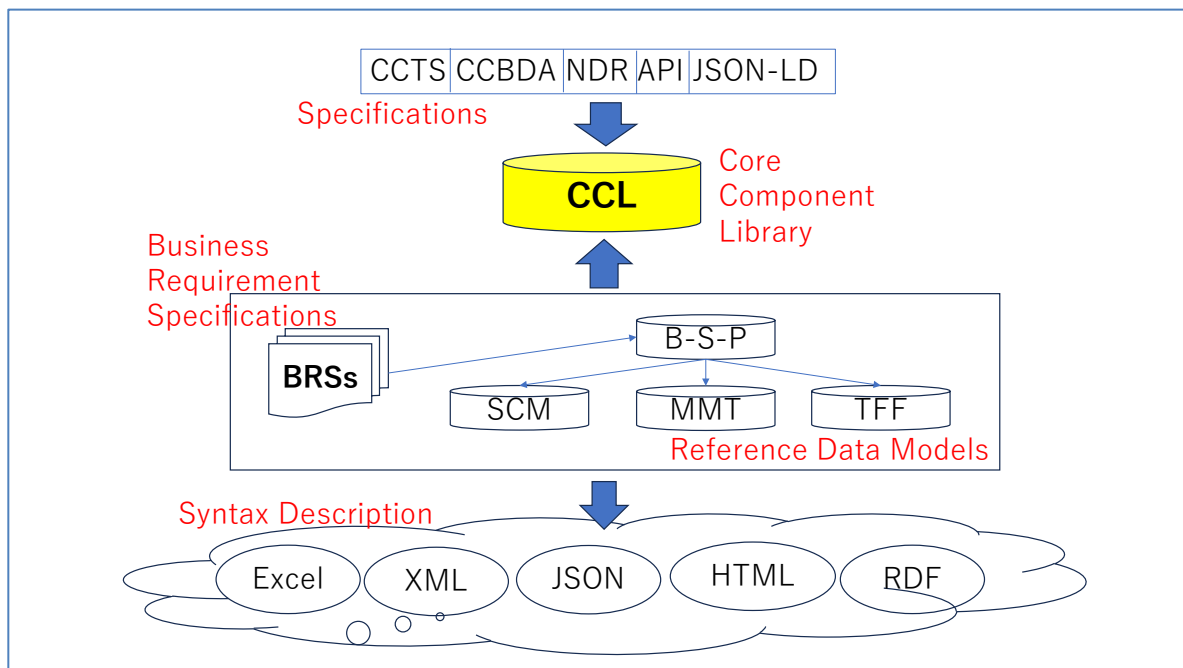 CCTS CCBDA NDR API JSON-LD
Specifications
CCL
Core
Component
Library
Business
Requirement
Specifications
BRSs
B-S-P
SCM MMT TFF
Reference Data Models
Syntax Description
Excel XML JSON HTML RDF